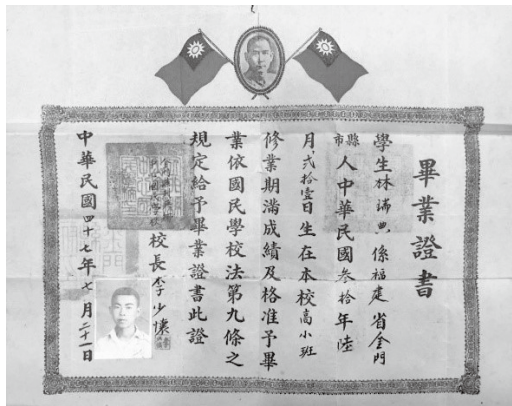 畢業證書
學生林瑞典係福建省金門
縣市人中華民國叁拾年陸
月弍拾壹日生在本校高小班
修業期滿成績及格准予畢
業依國民學校法第九條之
規定給予畢業證書此證
校長李少懷
中華民國四十七年七月二十一日